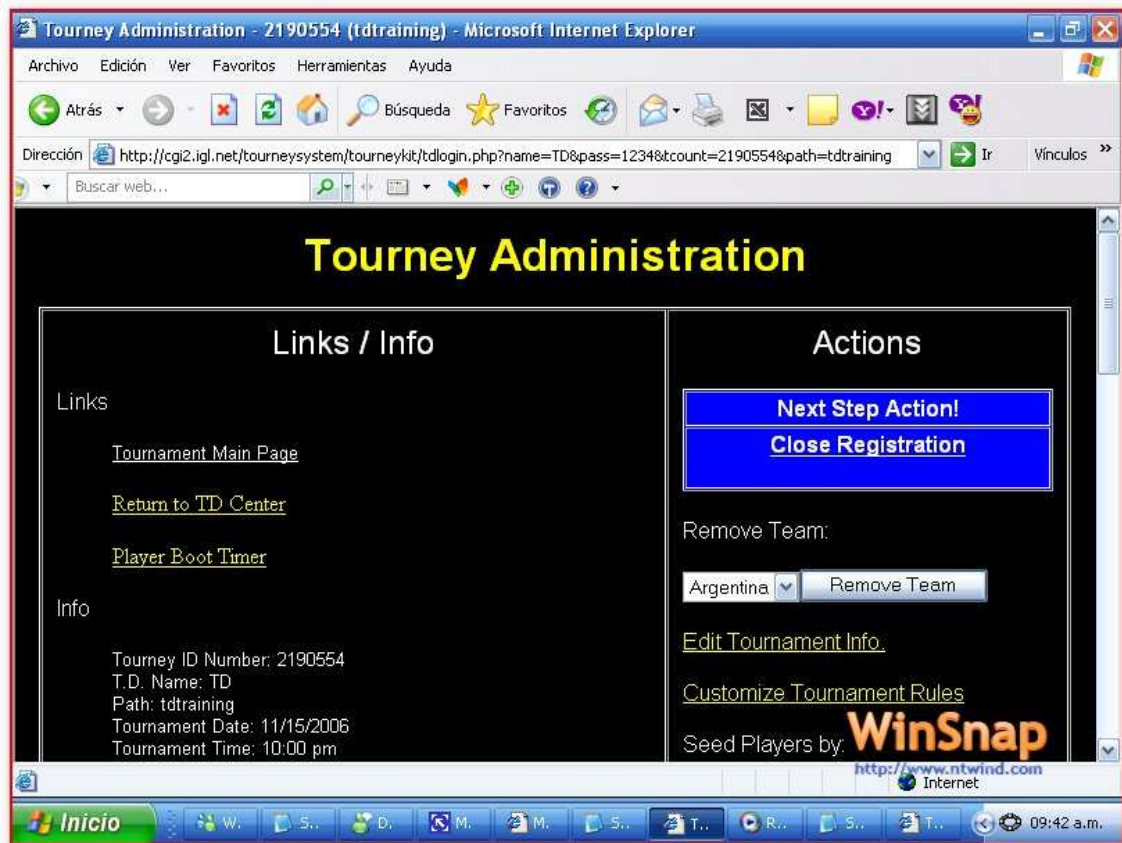 Tourney Administration - 2190554 (tdtraining) - Microsoft Internet Explorer
Archivo Edición Ver Favoritos Herramientas Ayuda
Atrás Búsqueda Favoritos
Dirección http://cgi2.igl.net/tourneysystem/tourneykit/tdlogin.php?name=TD&pass=1234&tcount=2190554&path=tdtraining Ir Vínculos »
Buscar web...
Tourney Administration
Links / Info
Links
Tournament Main Page
Return to TD Center
Player Boot Timer
Info
Tourney ID Number: 2190554
T.D. Name: TD
Path: tdtraining
Tournament Date: 11/15/2006
Tournament Time: 10:00 pm
Actions
Next Step Action!
Close Registration
Remove Team:
Argentina Remove Team
Edit Tournament Info.
Customize Tournament Rules
Seed Players by:
WinSnap
http://www.ntwind.com
Internet
Inicio W. S.. D. M. M. S.. T.. R.. S.. T.. 09:42 a.m.